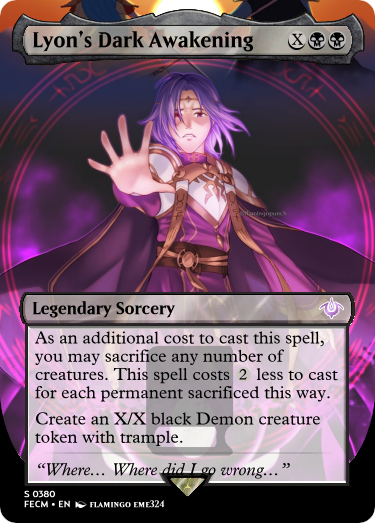 Lyon's Dark Awakening X
Legendary Sorcery
As an additional cost to cast this spell,
you may sacrifice any number of
creatures. This spell costs 2 less to cast
for each permanent sacrificed this way.
Create an X/X black Demon creature
token with trample.
“Where… Where did I go wrong…”
S 0380
FECM • EN FLAMINGO EME324